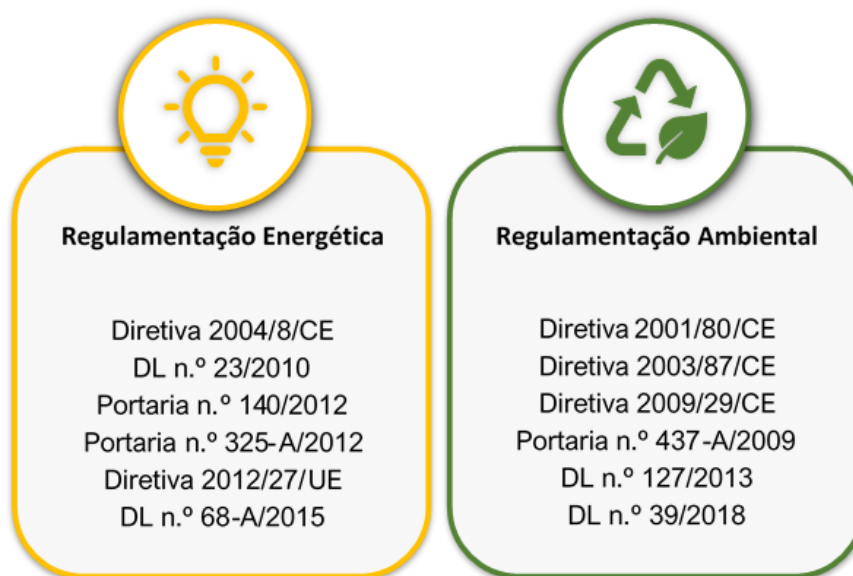 Regulamentação Energética
Diretiva 2004/8/CE
DL n.º 23/2010
Portaria n.º 140/2012
Portaria n.º 325-A/2012
Diretiva 2012/27/UE
DL n.º 68-A/2015
Regulamentação Ambiental
Diretiva 2001/80/CE
Diretiva 2003/87/CE
Diretiva 2009/29/CE
Portaria n.º 437-A/2009
DL n.º 127/2013
DL n.º 39/2018